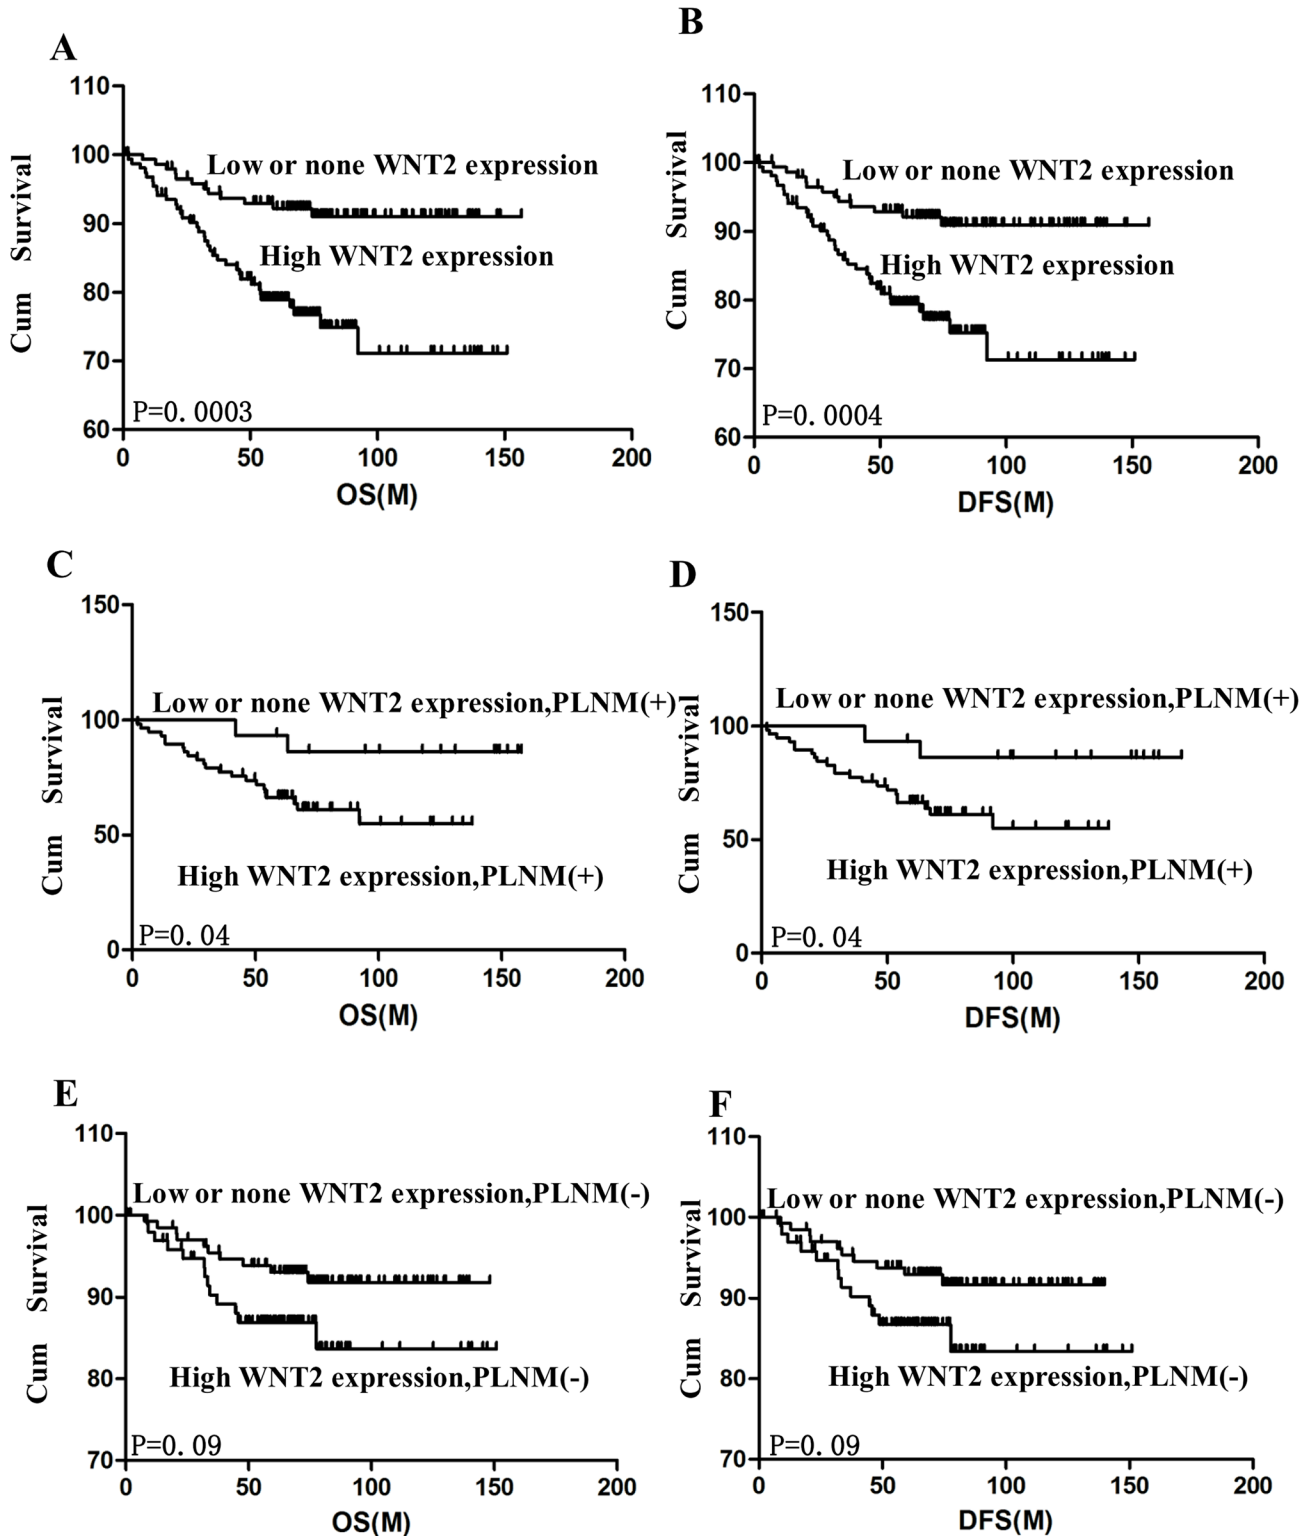 A
110
100
90
80
70
60
Cum Survival
Low or none WNT2 expression
High WNT2 expression
P=0.0003
0 50 100 150 200
OS(M)
B
110
100
90
80
70
60
Cum Survival
Low or none WNT2 expression
High WNT2 expression
P=0.0004
0 50 100 150 200
DFS(M)
C
150
100
50
0
Cum Survival
Low or none WNT2 expression,PLNM(+)
High WNT2 expression,PLNM(+)
P=0.04
0 50 100 150 200
OS(M)
D
150
100
50
0
Cum Survival
Low or none WNT2 expression,PLNM(+)
High WNT2 expression,PLNM(+)
P=0.04
0 50 100 150 200
DFS(M)
E
110
100
90
80
70
Cum Survival
Low or none WNT2 expression,PLNM(-)
High WNT2 expression,PLNM(-)
P=0.09
0 50 100 150 200
OS(M)
F
110
100
90
80
70
Cum Survival
Low or none WNT2 expression,PLNM(-)
High WNT2 expression,PLNM(-)
P=0.09
0 50 100 150 200
DFS(M)